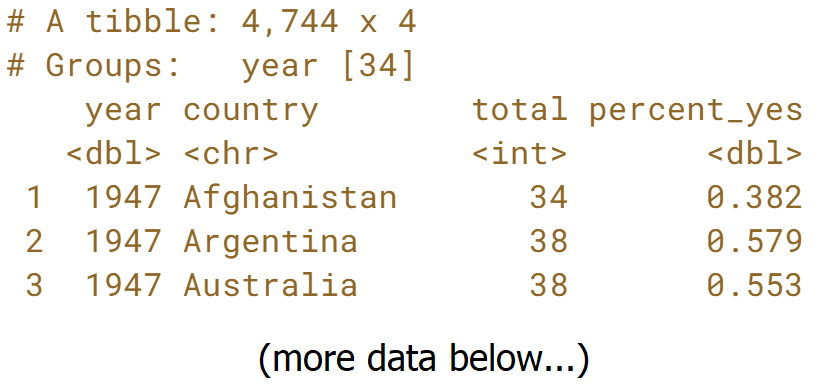 # A tibble: 4,744 x 4
# Groups:   year [34]
    year country        total percent_yes
   <dbl> <chr>          <int>       <dbl>
 1  1947 Afghanistan       34       0.382
 2  1947 Argentina         38       0.579
 3  1947 Australia         38       0.553
(more data below...)